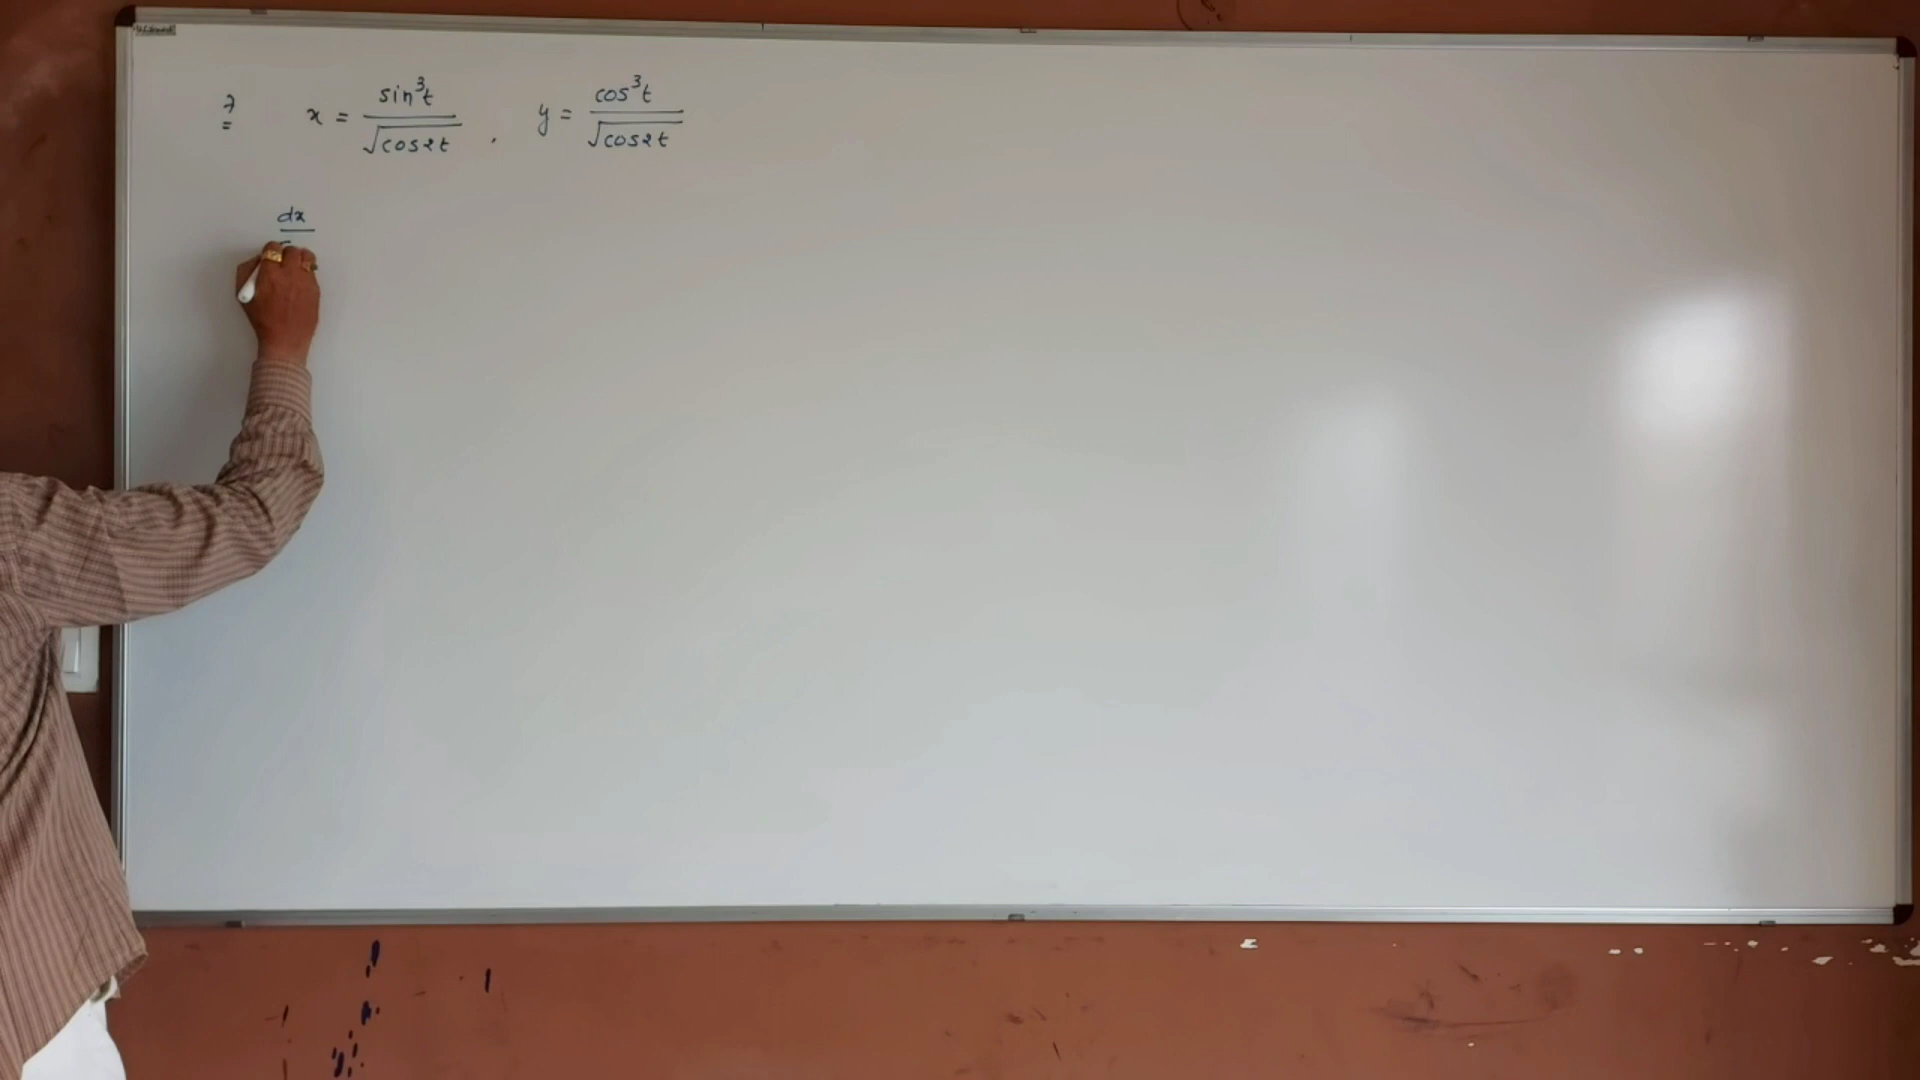 7 x = sin³t / √cos2t , y = cos³t / √cos2t
dx